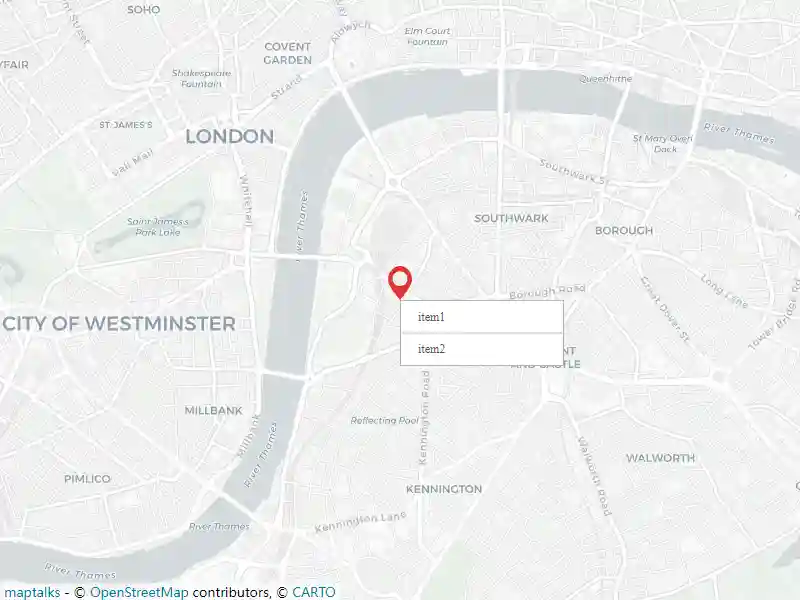 SOHO
COVENT
GARDEN
Aldwych
Elm Court
Fountain
YFAIR
Shakespeare
Fountain
Strand
Queenhithe
ST JAMES'S
LONDON
Pall Mall
St Mary Overi
Dock
River Thames
Southwark St
Whitehall
Saint James's
Park Lake
River Thames
SOUTHWARK
BOROUGH
Borough Road
Great Dover St
Long Lane
Tower Bridge Road
CITY OF WESTMINSTER
item1
item2
NT
AND CASTLE
MILLBANK
Millbank
Reflecting Pool
Kennington Road
River Thames
Walworth Road
WALWORTH
PIMLICO
KENNINGTON
River Thames
Kennington Lane
River Thames
maptalks - © OpenStreetMap contributors, © CARTO